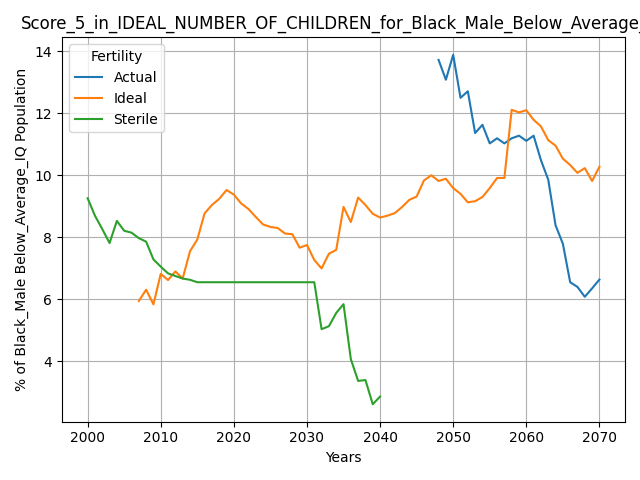 Score_5_in_IDEAL_NUMBER_OF_CHILDREN_for_Black_Male_Below_Average_
Fertility
Actual
Ideal
Sterile
% of Black_Male Below_Average_IQ Population
14
12
10
8
6
4
2000 2010 2020 2030 2040 2050 2060 2070
Years